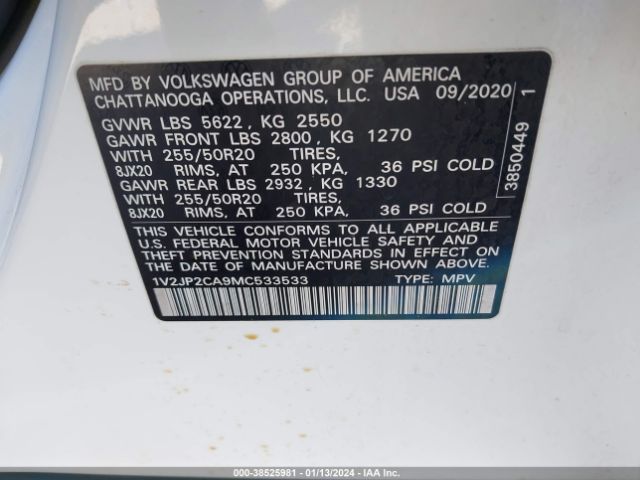 MFD BY VOLKSWAGEN GROUP OF AMERICA
CHATTANOOGA OPERATIONS, LLC. USA 09/2020
GVWR LBS 5622, KG 2550
GAWR FRONT LBS 2800, KG 1270
WITH 255/50R20 TIRES,
8JX20 RIMS, AT 250 KPA, 36 PSI COLD
GAWR REAR LBS 2932, KG 1330
WITH 255/50R20 TIRES,
8JX20 RIMS, AT 250 KPA, 36 PSI COLD
THIS VEHICLE CONFORMS TO ALL APPLICABLE
U.S. FEDERAL MOTOR VEHICLE SAFETY AND
THEFT PREVENTION STANDARDS IN EFFECT ON
THE DATE OF MANUFACTURE SHOWN ABOVE.
1V2JP2CA9MC533533 TYPE: MPV
3850449 1
000-38525981 - 01/13/2024 - IAA Inc.